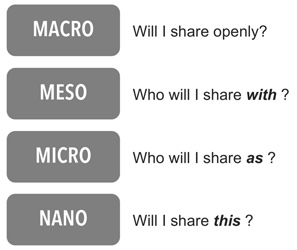 MACRO Will I share openly?
MESO Who will I share with ?
MICRO Who will I share as ?
NANO Will I share this ?